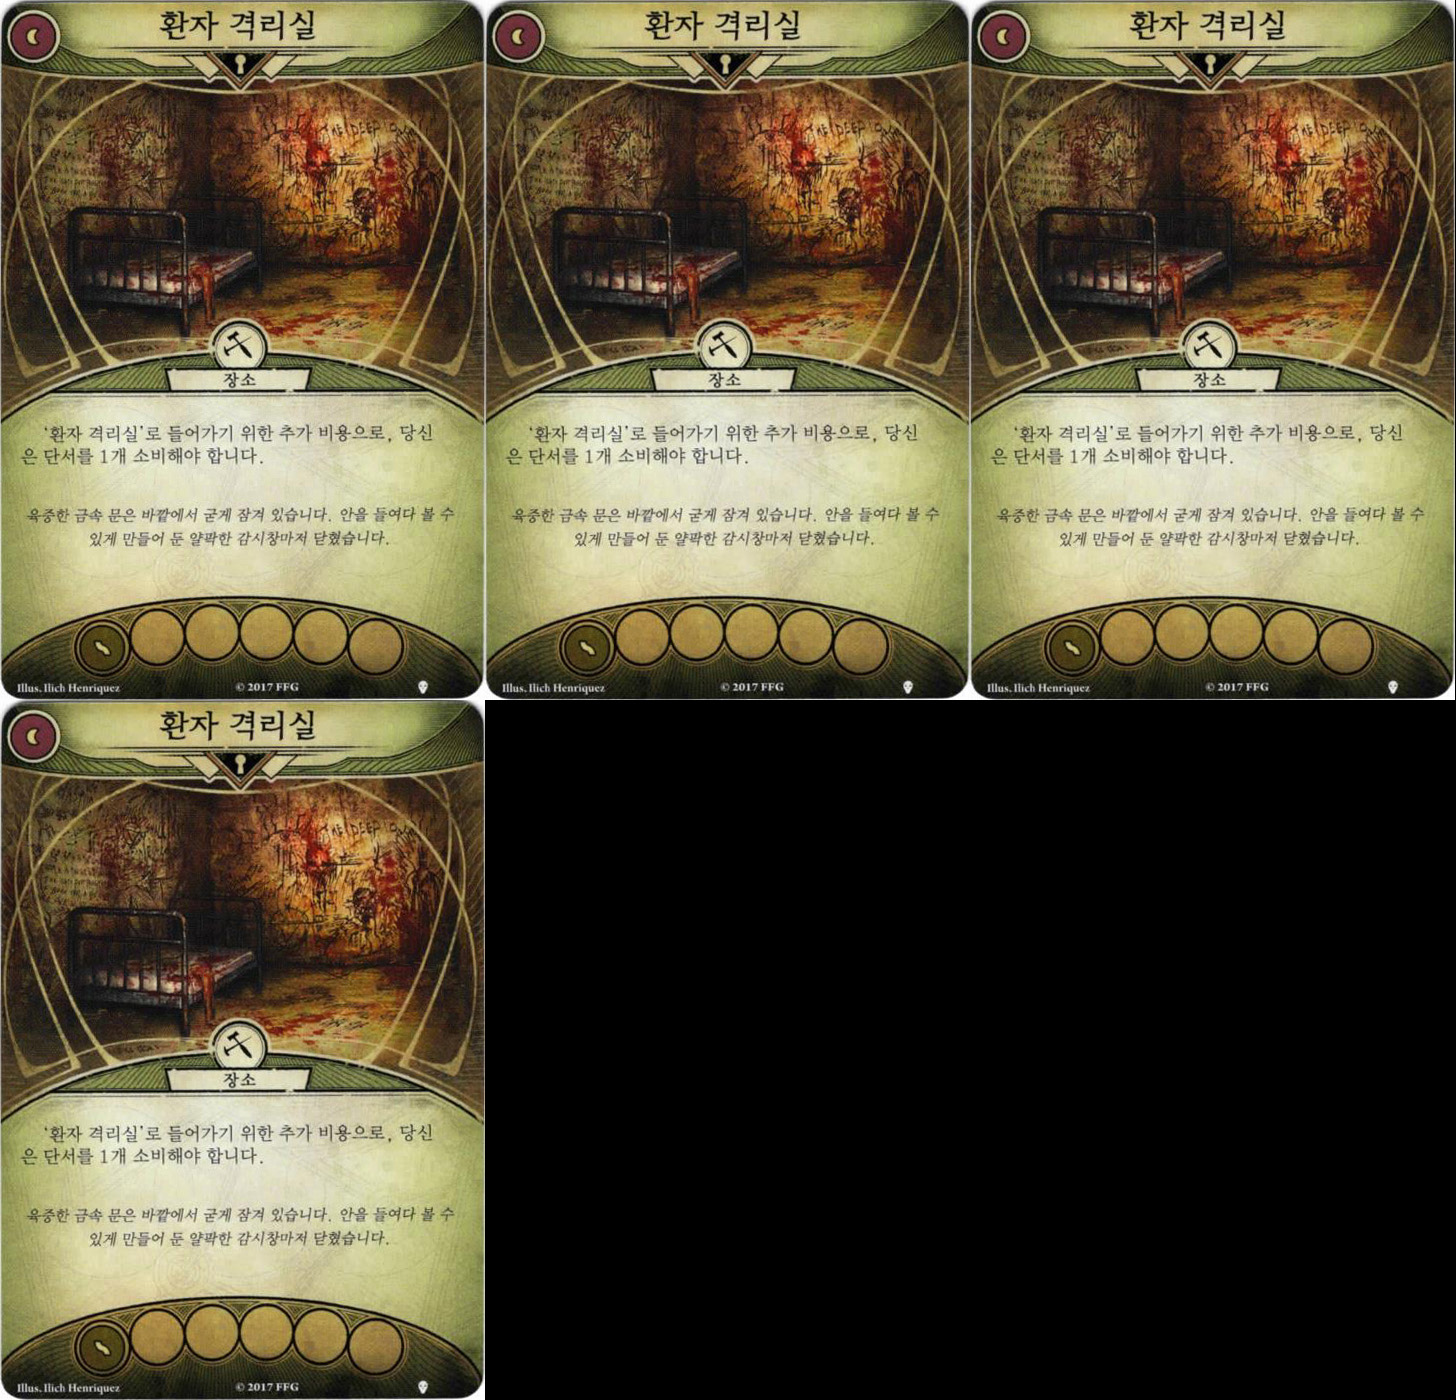 환자 격리실
THE DEEP
장소
‘환자 격리실’로 들어가기 위한 추가 비용으로, 당신
은 단서를 1개 소비해야 합니다.
육중한 금속 문은 바깥에서 굳게 잠겨 있습니다. 안을 들여다 볼 수
있게 만들어 둔 얄팍한 감시창마저 닫혔습니다.
Illus. Ilich Henriquez
© 2017 FFG
환자 격리실
THE DEEP
장소
‘환자 격리실’로 들어가기 위한 추가 비용으로, 당신
은 단서를 1개 소비해야 합니다.
육중한 금속 문은 바깥에서 굳게 잠겨 있습니다. 안을 들여다 볼 수
있게 만들어 둔 얄팍한 감시창마저 닫혔습니다.
Illus. Ilich Henriquez
© 2017 FFG
환자 격리실
THE DEEP
장소
‘환자 격리실’로 들어가기 위한 추가 비용으로, 당신
은 단서를 1개 소비해야 합니다.
육중한 금속 문은 바깥에서 굳게 잠겨 있습니다. 안을 들여다 볼 수
있게 만들어 둔 얄팍한 감시창마저 닫혔습니다.
Illus. Ilich Henriquez
© 2017 FFG
환자 격리실
THE DEEP
장소
‘환자 격리실’로 들어가기 위한 추가 비용으로, 당신
은 단서를 1개 소비해야 합니다.
육중한 금속 문은 바깥에서 굳게 잠겨 있습니다. 안을 들여다 볼 수
있게 만들어 둔 얄팍한 감시창마저 닫혔습니다.
Illus. Ilich Henriquez
© 2017 FFG